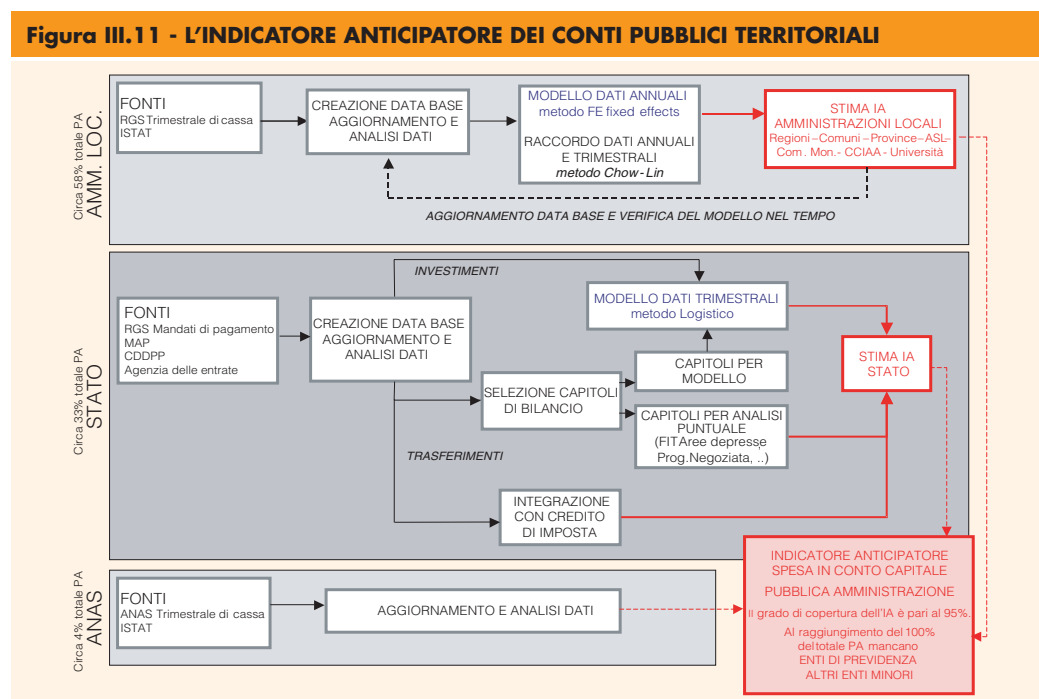 Figura III.11 - L'INDICATORE ANTICIPATORE DEI CONTI PUBBLICI TERRITORIALI
Circa 58% totale PA
AMM. LOC.
FONTI
RGS Trimestrale di cassa
ISTAT
CREAZIONE DATA BASE
AGGIORNAMENTO E
ANALISI DATI
MODELLO DATI ANNUALI
metodo FE fixed effects
RACCORDO DATI ANNUALI
E TRIMESTRALI
metodo Chow-Lin
STIMA IA
AMMINISTRAZIONI LOCALI
Regioni–Comuni–Province–ASL–
Com. Mon.- CCIAA - Università
AGGIORNAMENTO DATA BASE E VERIFICA DEL MODELLO NEL TEMPO
Circa 33% totale PA
STATO
INVESTIMENTI
FONTI
RGS Mandati di pagamento
MAP
CDDPP
Agenzia delle entrate
CREAZIONE DATA BASE
AGGIORNAMENTO E
ANALISI DATI
MODELLO DATI TRIMESTRALI
metodo Logistico
STIMA IA
STATO
SELEZIONE CAPITOLI
DI BILANCIO
CAPITOLI PER
MODELLO
CAPITOLI PER ANALISI
PUNTUALE
(FITAree depresse,
Prog.Negoziata, ..)
TRASFERIMENTI
INTEGRAZIONE
CON CREDITO
DI IMPOSTA
Circa 4% totale PA
ANAS
FONTI
ANAS Trimestrale di cassa
ISTAT
AGGIORNAMENTO E ANALISI DATI
INDICATORE ANTICIPATORE
SPESA IN CONTO CAPITALE
PUBBLICA AMMINISTRAZIONE
Il grado di copertura dell'IA è pari al 95%.
Al raggiungimento del 100%
del totale PA mancano
ENTI DI PREVIDENZA
ALTRI ENTI MINORI